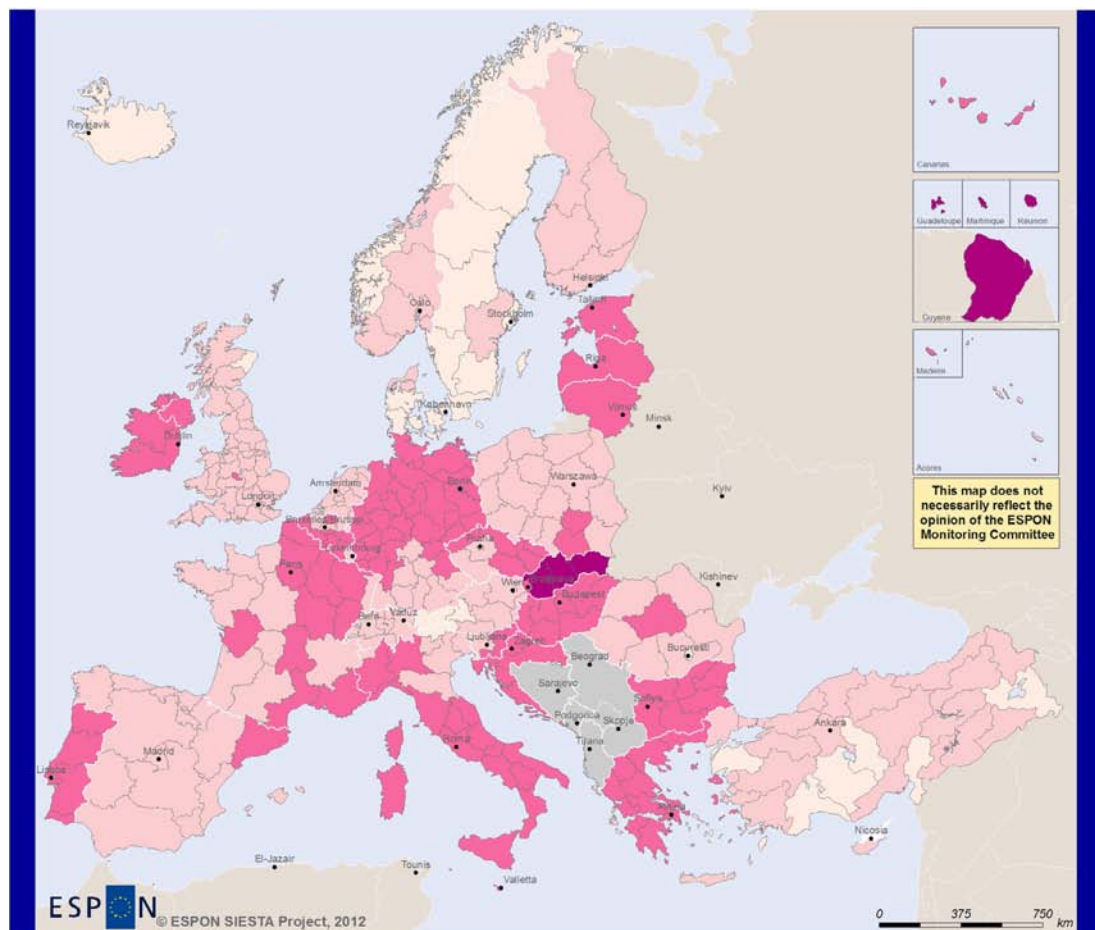 Reykjavik
Canarias
Guadeloupe
Martinique
Réunion
Guyane
Madeira
Acores
This map does not
necessarily reflect the
opinion of the ESPON
Monitoring Committee
Helsinki
Tallinn
Oslo
Stockholm
Riga
København
Vilnius
Minsk
Dublin
Amsterdam
Berlin
Warszawa
London
Kyiv
Praha
Paris
Wien
Kishinev
Budapest
Bern
Vaduz
Ljubljana
Zagreb
Bucuresti
Beograd
Sarajevo
Sofiya
Podgorica
Skopje
Madrid
Roma
Tirana
Ankara
Lisboa
Nicosia
El-Jazair
Tounis
Valletta
ESPON
© ESPON SIESTA Project, 2012
0 375 750
km